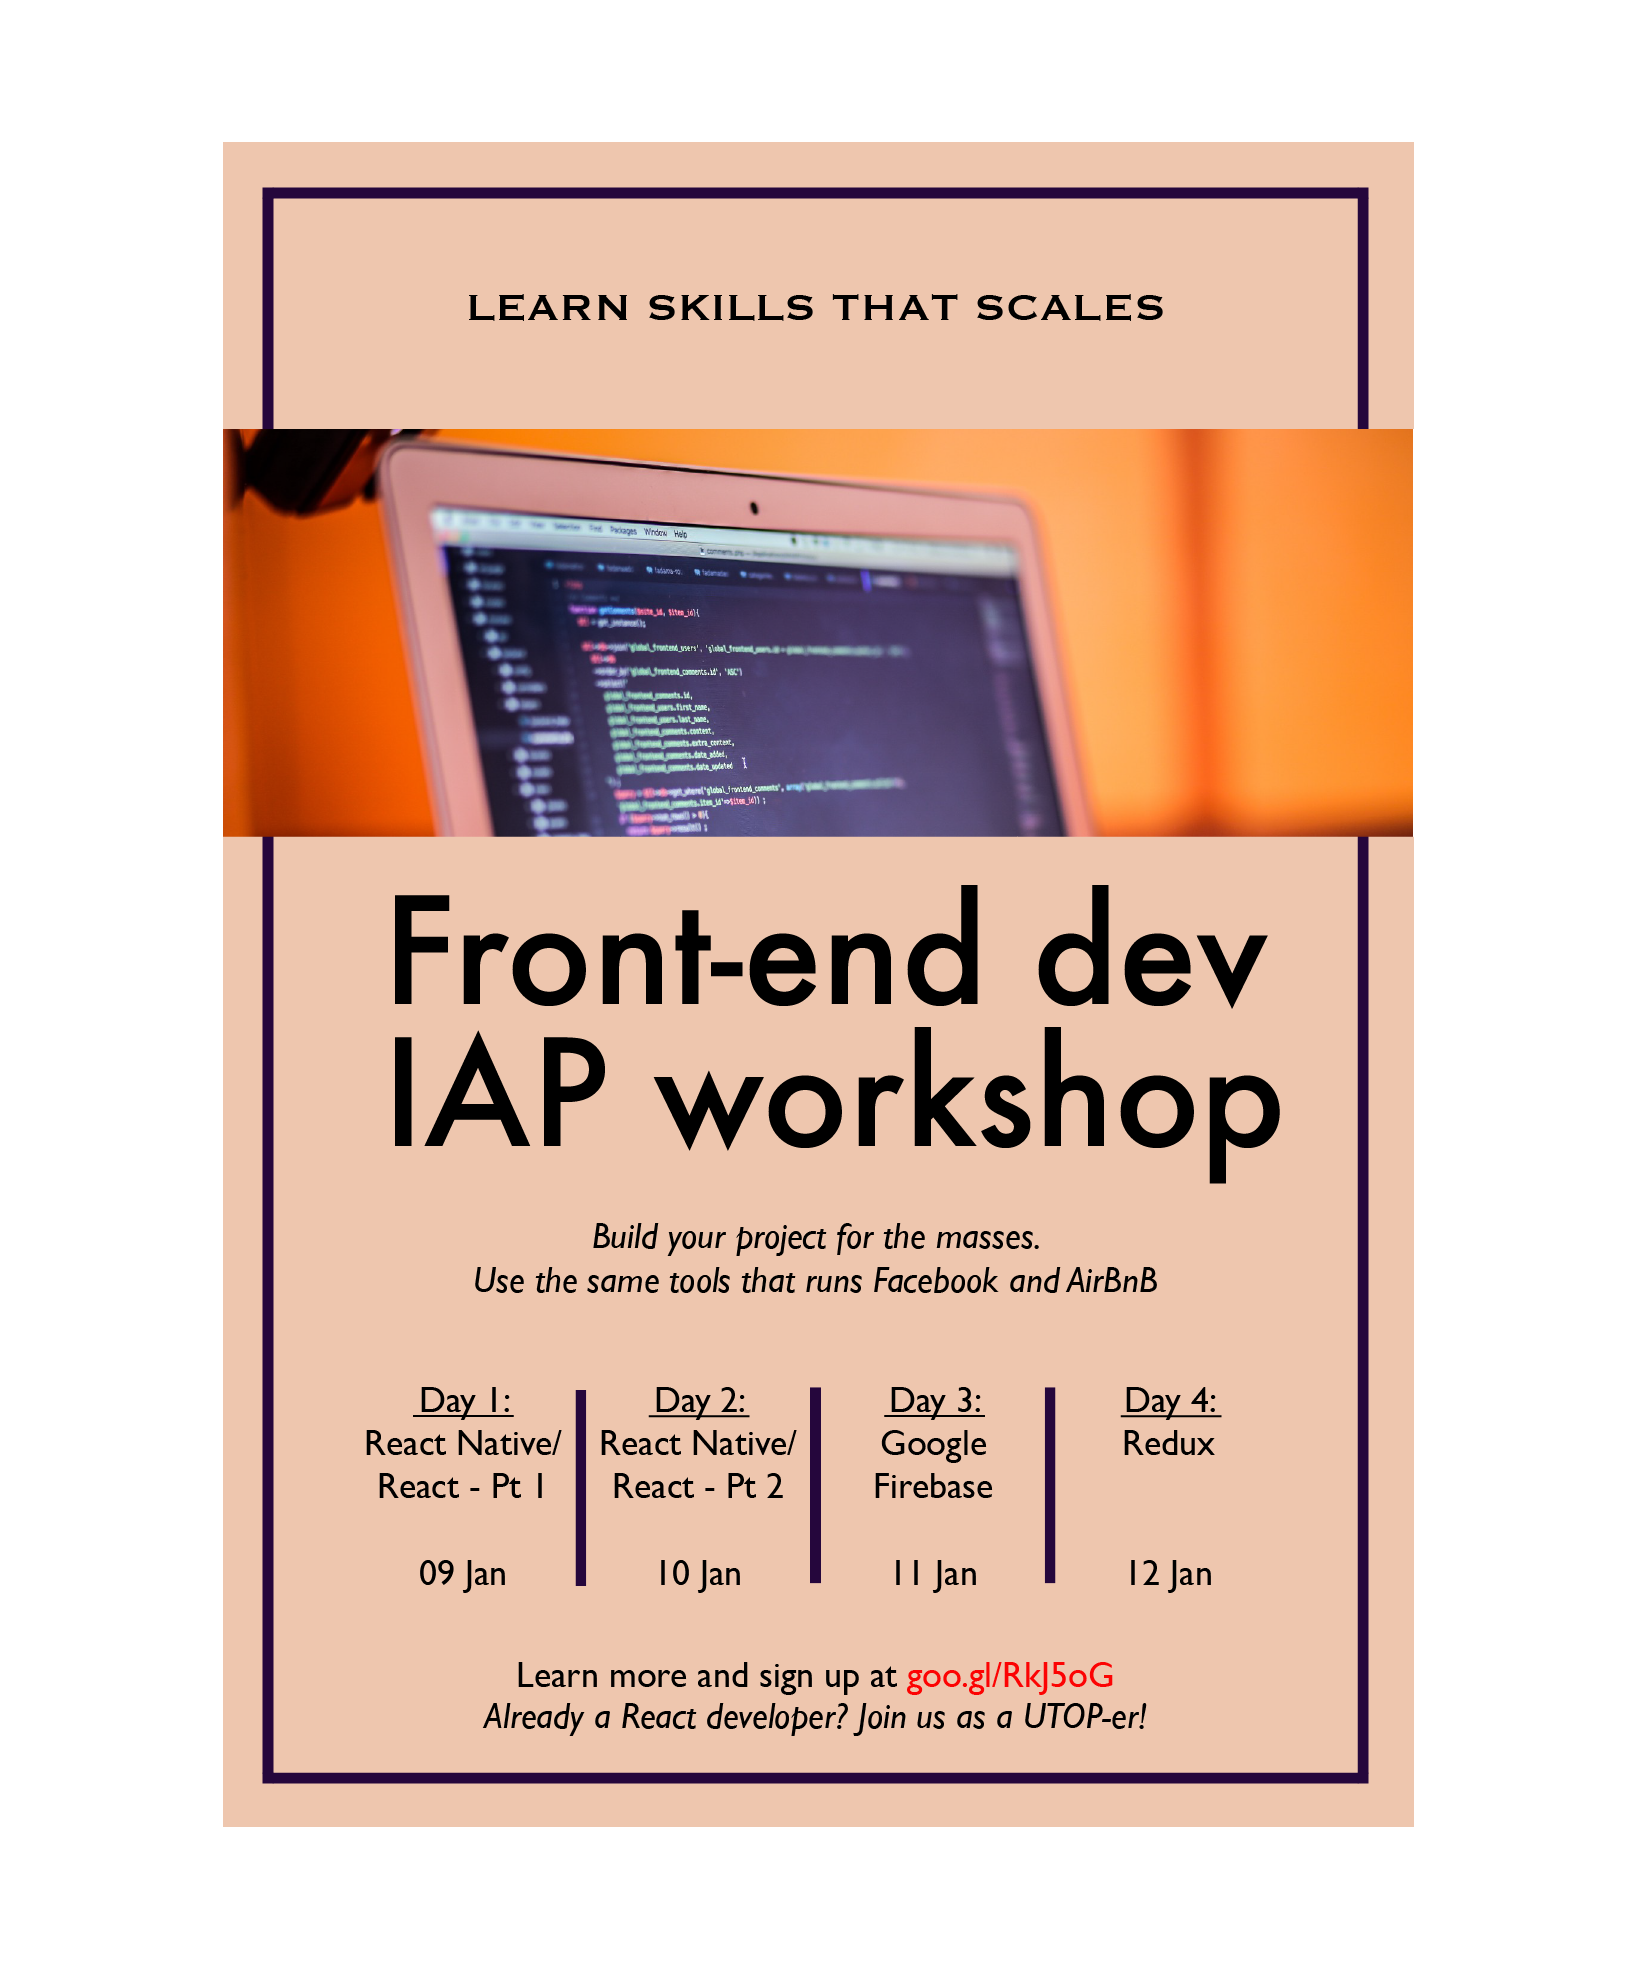 LEARN SKILLS THAT SCALES
Packages Window Help
Front-end dev
IAP workshop
Build your project for the masses.
Use the same tools that runs Facebook and AirBnB
Day 1:
React Native/
React - Pt 1
09 Jan
Day 2:
React Native/
React - Pt 2
10 Jan
Day 3:
Google
Firebase
11 Jan
Day 4:
Redux
12 Jan
Learn more and sign up at goo.gl/RkJ5oG
Already a React developer? Join us as a UTOP-er!